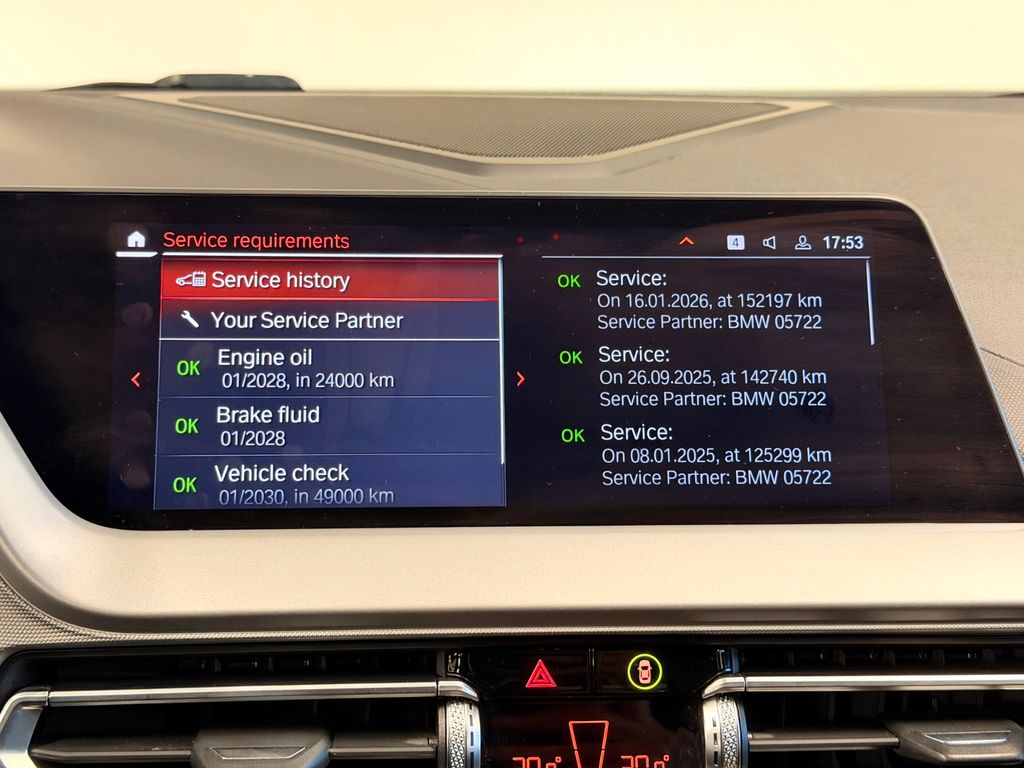 Service requirements
4
17:53
Service history
Your Service Partner
OK Engine oil
01/2028, in 24000 km
OK Brake fluid
01/2028
OK Vehicle check
01/2030, in 49000 km
OK Service:
On 16.01.2026, at 152197 km
Service Partner: BMW 05722
OK Service:
On 26.09.2025, at 142740 km
Service Partner: BMW 05722
OK Service:
On 08.01.2025, at 125299 km
Service Partner: BMW 05722